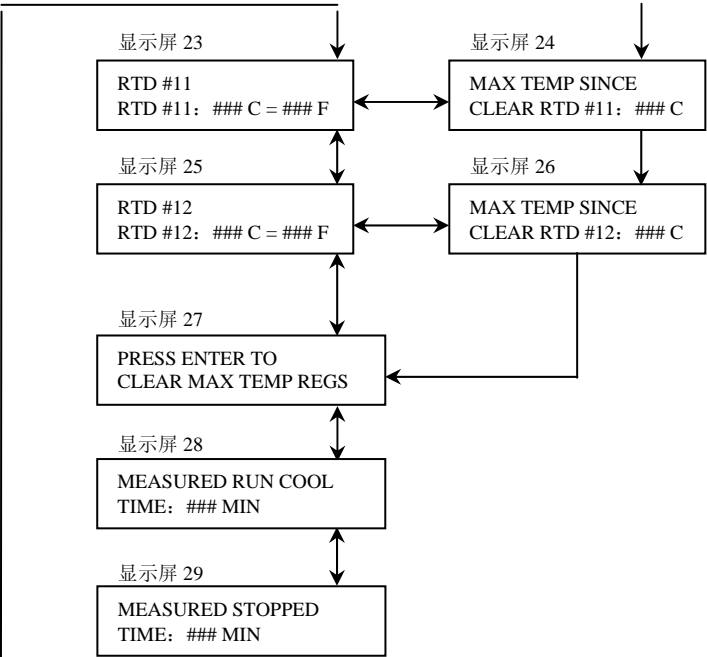 显示屏 23
RTD #11
RTD #11：### C = ### F
显示屏 24
MAX TEMP SINCE
CLEAR RTD #11：### C
显示屏 25
RTD #12
RTD #12：### C = ### F
显示屏 26
MAX TEMP SINCE
CLEAR RTD #12：### C
显示屏 27
PRESS ENTER TO
CLEAR MAX TEMP REGS
显示屏 28
MEASURED RUN COOL
TIME：### MIN
显示屏 29
MEASURED STOPPED
TIME：### MIN